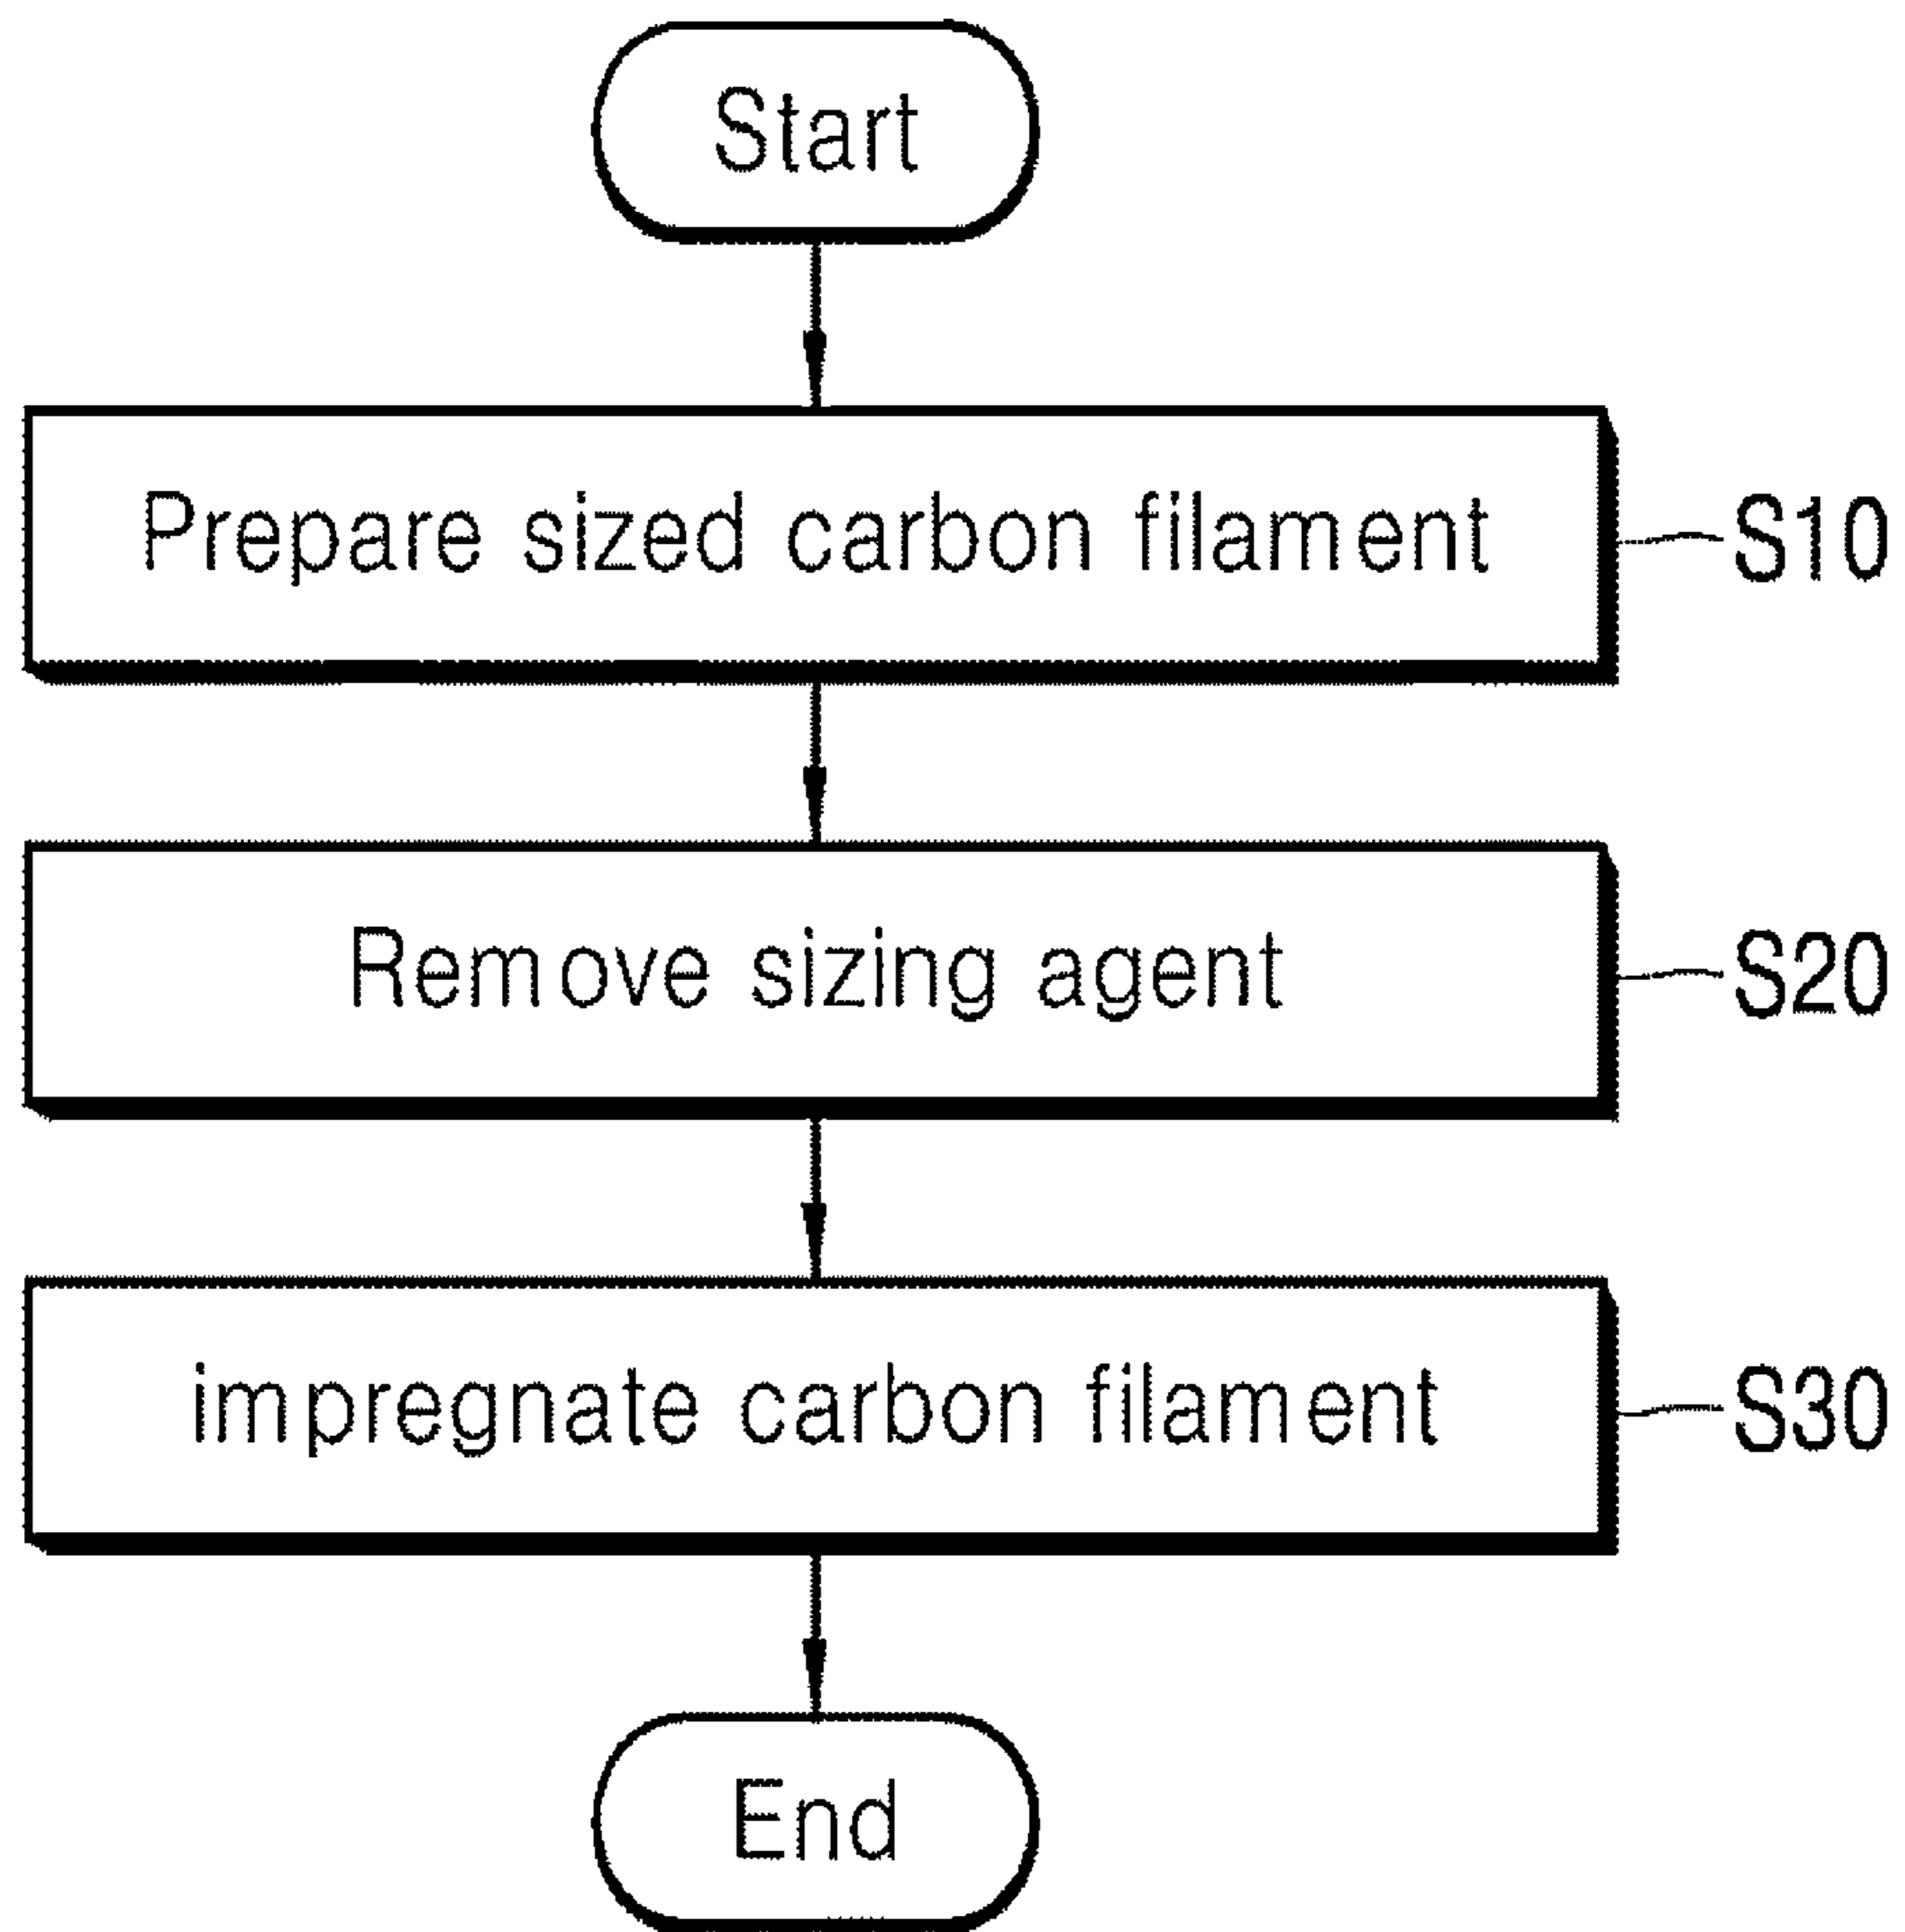 Start
Prepare sized carbon filament
S10
Remove sizing agent
S20
impregnate carbon filament
S30
End